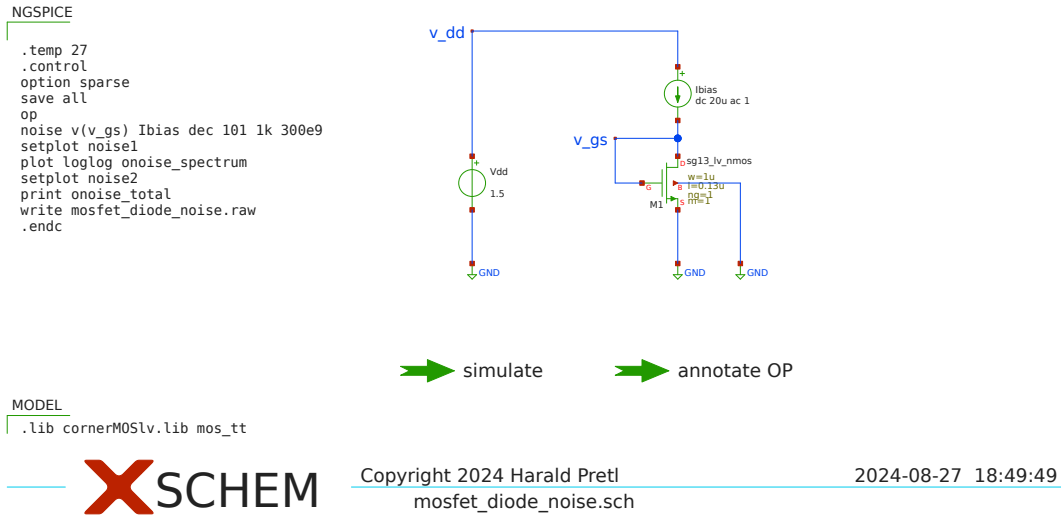 NGSPICE
.temp 27
.control
option sparse
save all
op
noise v(v_gs) Ibias dec 101 1k 300e9
setplot noise1
plot loglog onoise_spectrum
setplot noise2
print onoise_total
write mosfet_diode_noise.raw
.endc
v_dd
+
Ibias
dc 20u ac 1
v_gs
+
Vdd
1.5
D
sg13_lv_nmos
w=1u
l=0.13u
ng=1
m=1
G
B
S
M1
GND
GND
GND
simulate
annotate OP
MODEL
.lib cornerMOSlv.lib mos_tt
XSCHEM
Copyright 2024 Harald Pretl
2024-08-27 18:49:49
mosfet_diode_noise.sch